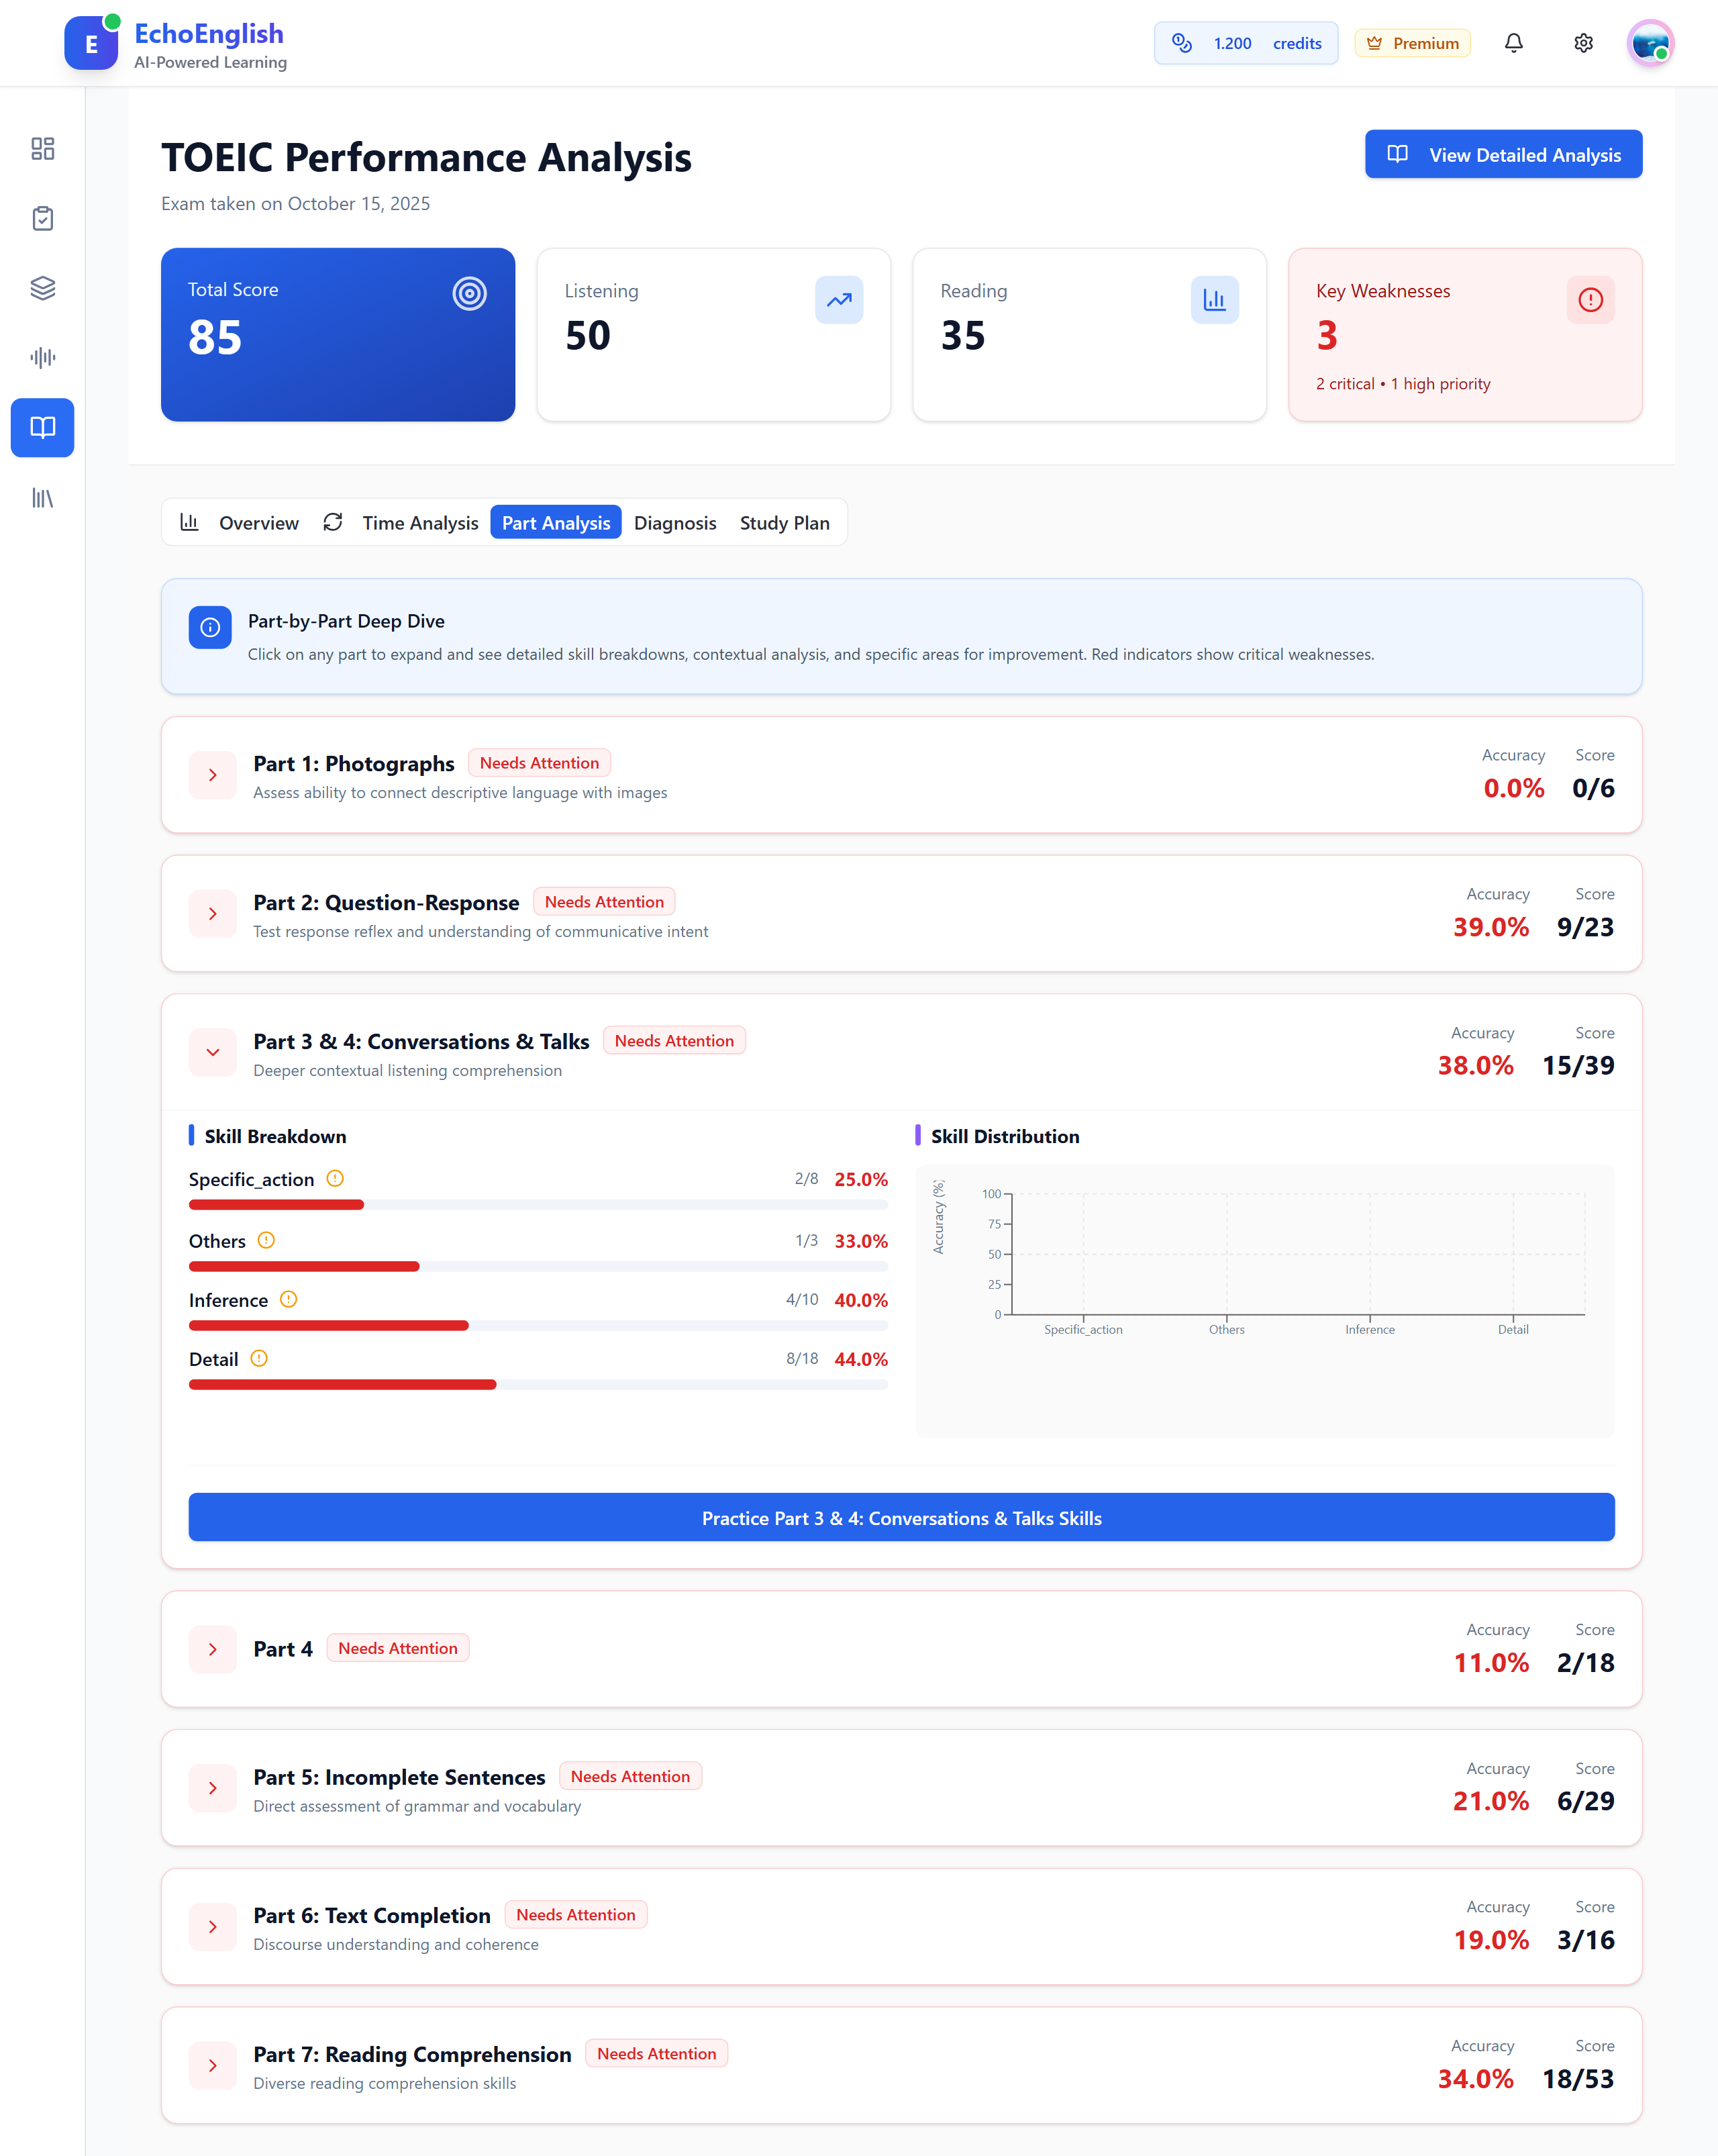 E
EchoEnglish
AI-Powered Learning
1.200 credits
Premium
TOEIC Performance Analysis
Exam taken on October 15, 2025
View Detailed Analysis
Total Score
85
Listening
50
Reading
35
Key Weaknesses
3
2 critical • 1 high priority
Overview
Time Analysis
Part Analysis
Diagnosis
Study Plan
Part-by-Part Deep Dive
Click on any part to expand and see detailed skill breakdowns, contextual analysis, and specific areas for improvement. Red indicators show critical weaknesses.
Part 1: Photographs
Needs Attention
Assess ability to connect descriptive language with images
Accuracy
0.0%
Score
0/6
Part 2: Question-Response
Needs Attention
Test response reflex and understanding of communicative intent
Accuracy
39.0%
Score
9/23
Part 3 & 4: Conversations & Talks
Needs Attention
Deeper contextual listening comprehension
Accuracy
38.0%
Score
15/39
Skill Breakdown
Specific_action
2/8
25.0%
Others
1/3
33.0%
Inference
4/10
40.0%
Detail
8/18
44.0%
Skill Distribution
Accuracy (%)
100
75
50
25
0
Specific_action
Others
Inference
Detail
Practice Part 3 & 4: Conversations & Talks Skills
Part 4
Needs Attention
Accuracy
11.0%
Score
2/18
Part 5: Incomplete Sentences
Needs Attention
Direct assessment of grammar and vocabulary
Accuracy
21.0%
Score
6/29
Part 6: Text Completion
Needs Attention
Discourse understanding and coherence
Accuracy
19.0%
Score
3/16
Part 7: Reading Comprehension
Needs Attention
Diverse reading comprehension skills
Accuracy
34.0%
Score
18/53